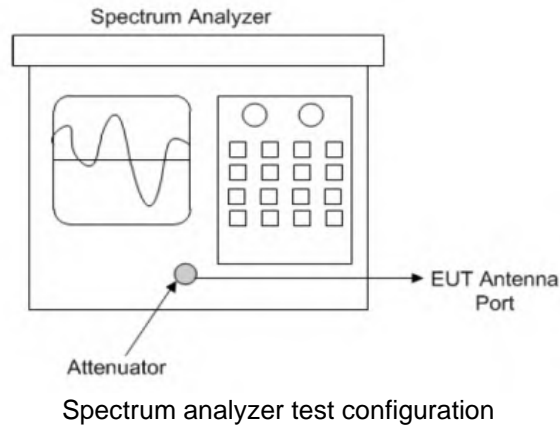 Spectrum Analyzer
EUT Antenna
Port
Attenuator
Spectrum analyzer test configuration